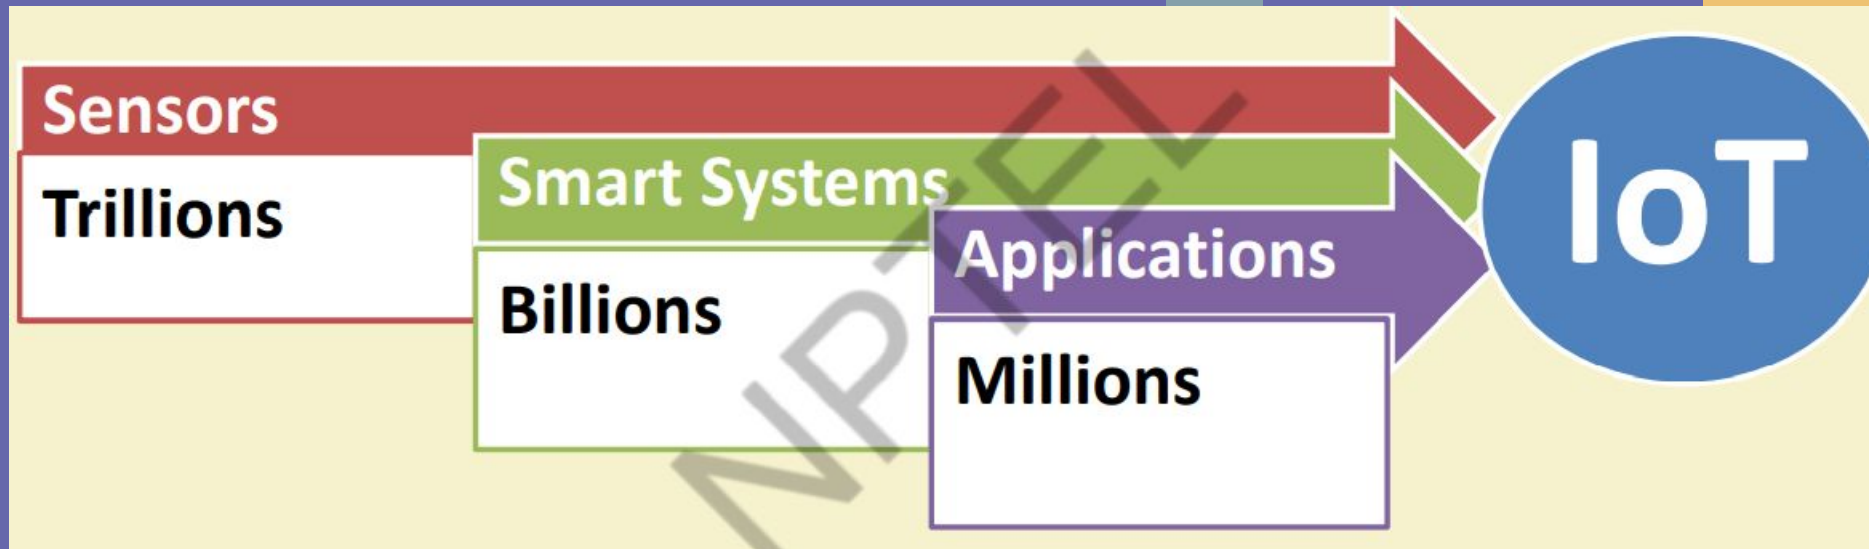 Sensors
Trillions
Smart Systems
Billions
Applications
Millions
IoT
NPTEL